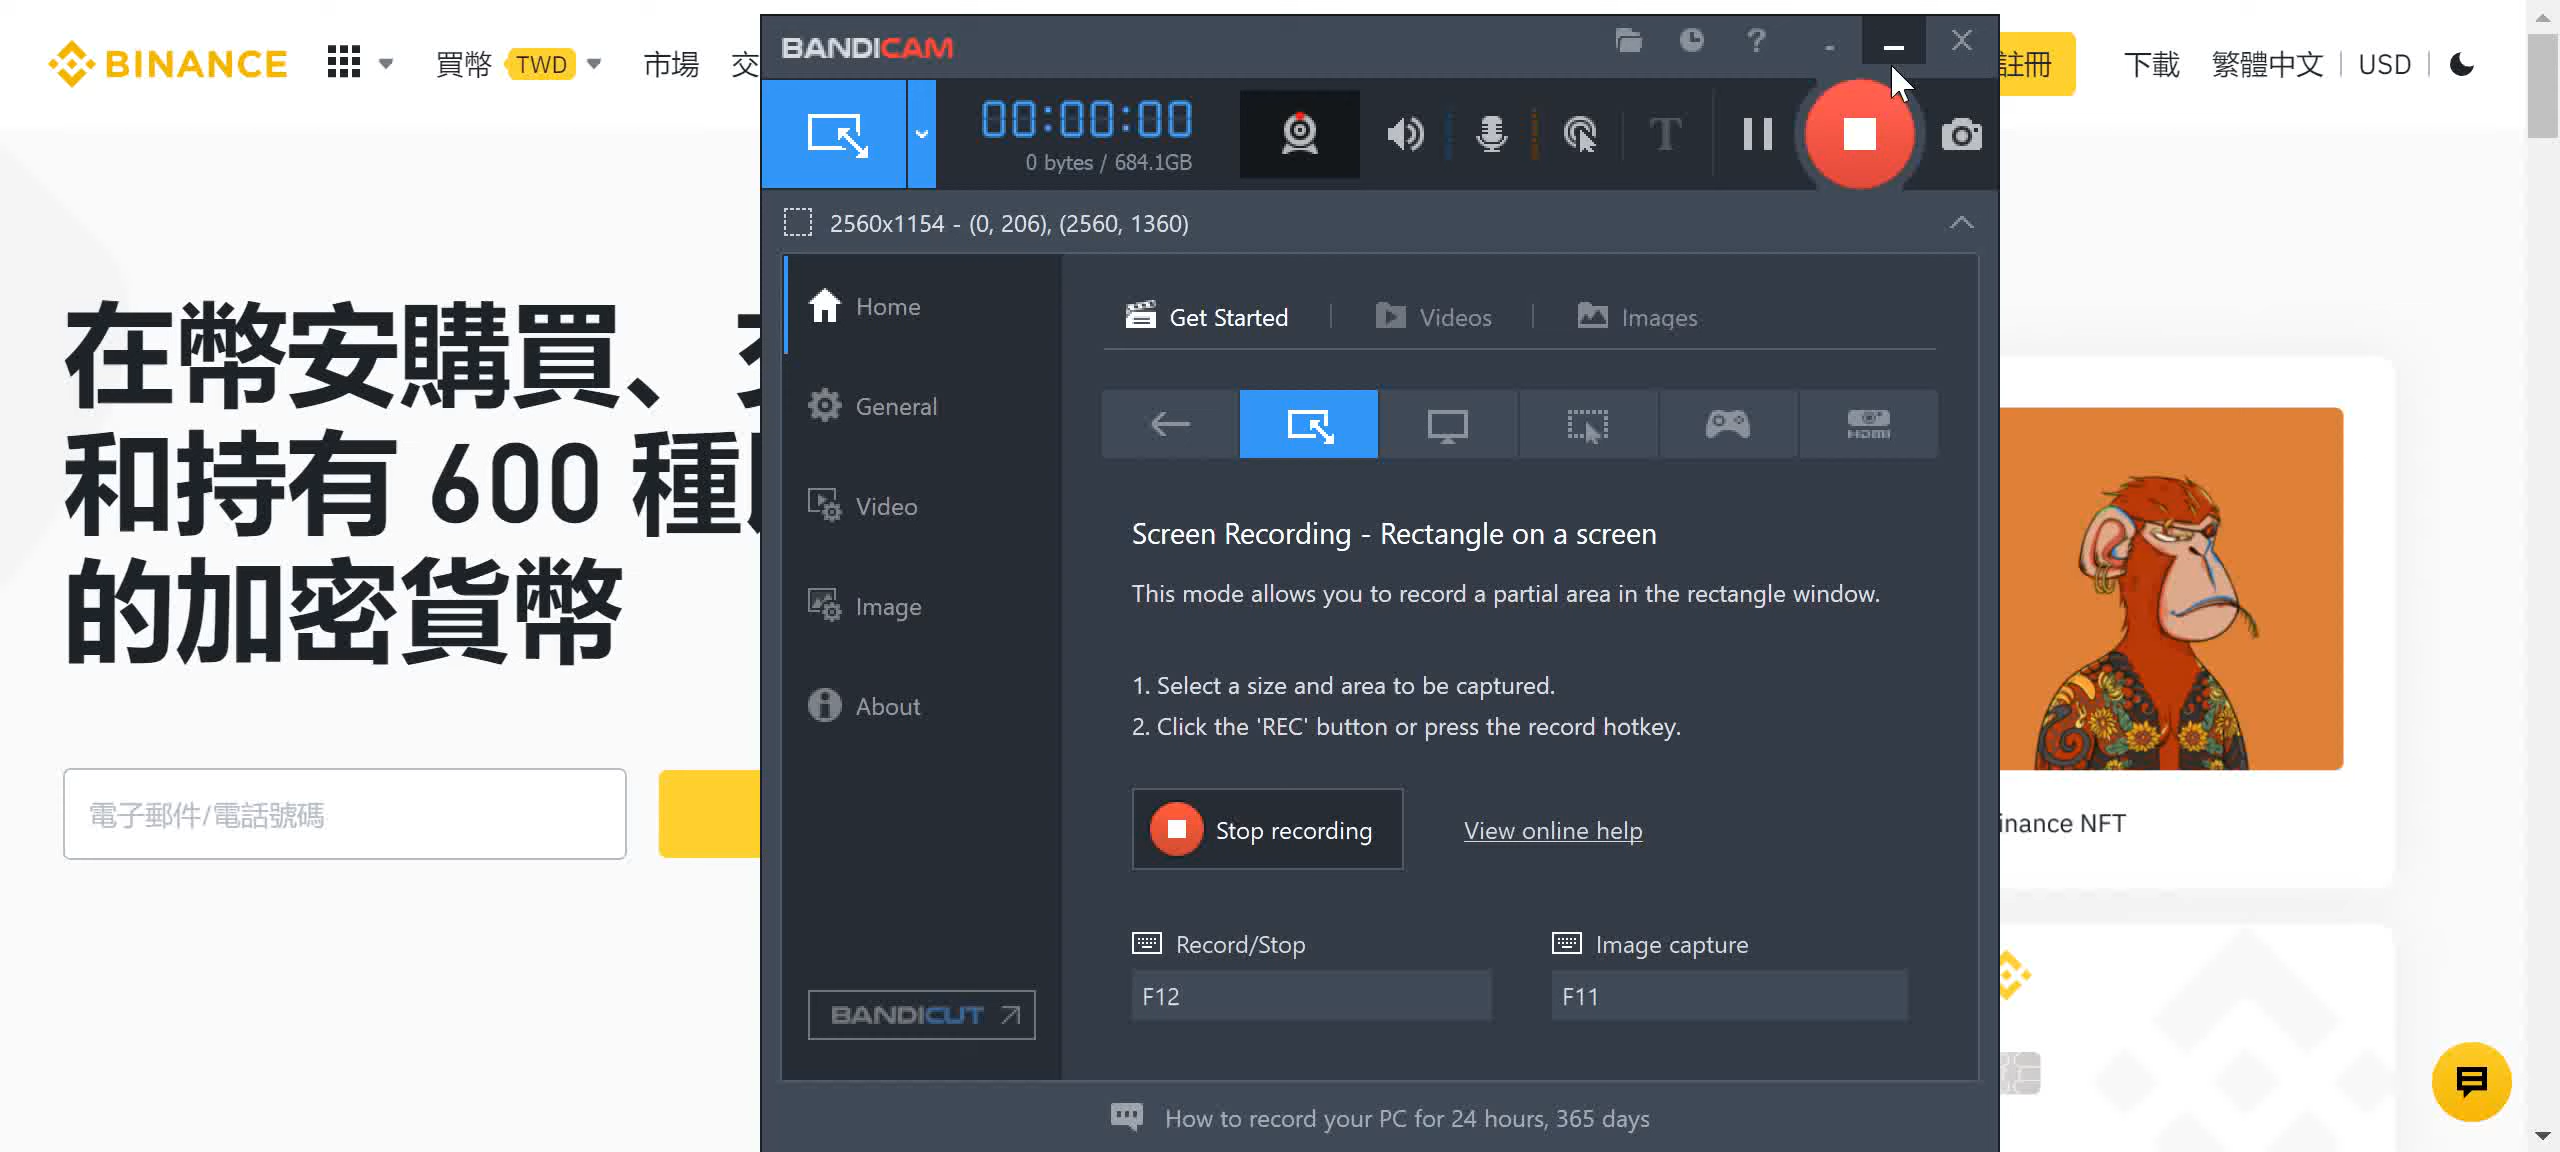 BINANCE
買幣 TWD
市場
交
BANDICAM
註冊
下載
繁體中文
USD
00:00:00
0 bytes / 684.1GB
T
2560x1154 - (0, 206), (2560, 1360)
Home
General
Video
Image
About
Get Started
Videos
Images
HDMI
Screen Recording - Rectangle on a screen
This mode allows you to record a partial area in the rectangle window.
1. Select a size and area to be captured.
2. Click the 'REC' button or press the record hotkey.
Stop recording
View online help
Record/Stop
F12
Image capture
F11
BANDICUT
How to record your PC for 24 hours, 365 days
在幣安購買、
和持有 600 種
的加密貨幣
電子郵件/電話號碼
inance NFT